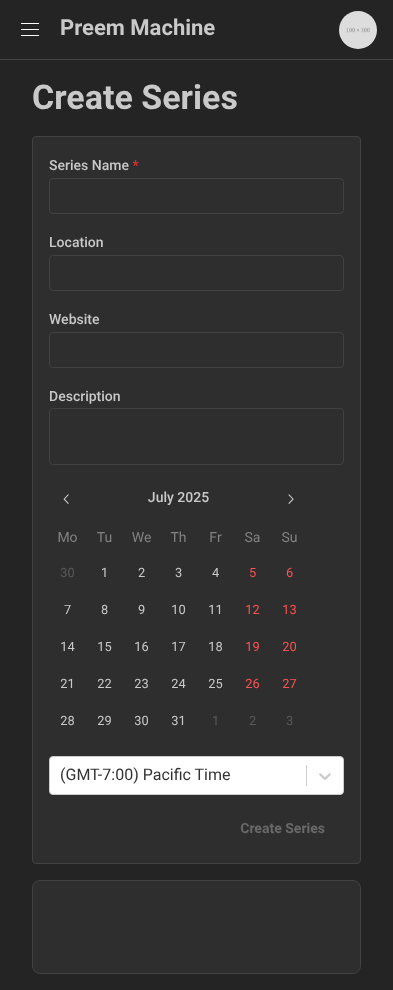 Preem Machine
100 × 100
Create Series
Series Name *
Location
Website
Description
July 2025
Mo Tu We Th Fr Sa Su
30 1 2 3 4 5 6
7 8 9 10 11 12 13
14 15 16 17 18 19 20
21 22 23 24 25 26 27
28 29 30 31 1 2 3
(GMT-7:00) Pacific Time
Create Series